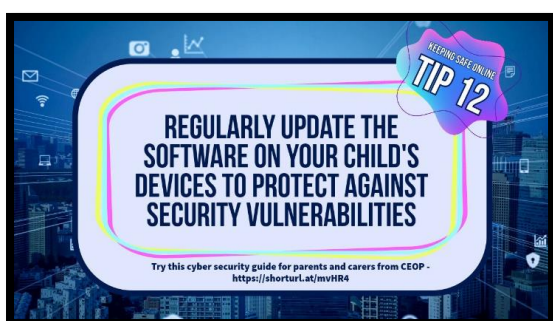 KEEPING SAFE ONLINE
TIP 12
REGULARLY UPDATE THE
SOFTWARE ON YOUR CHILD'S
DEVICES TO PROTECT AGAINST
SECURITY VULNERABILITIES
Try this cyber security guide for parents and carers from CEOP -
https://shorturl.at/mvHR4